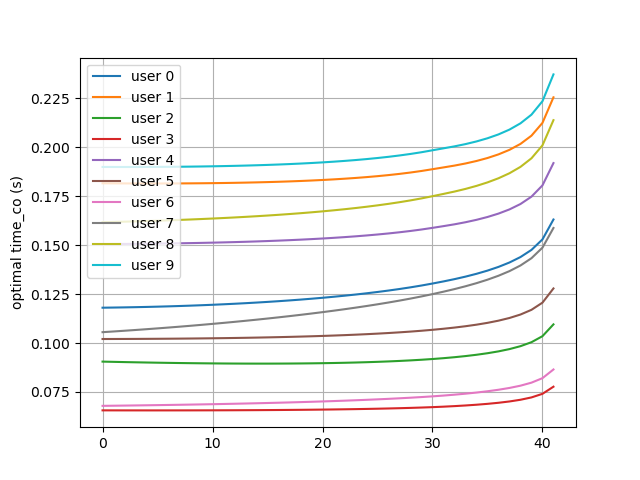 user 0
user 1
user 2
user 3
user 4
user 5
user 6
user 7
user 8
user 9
optimal time_co (s)
0.225
0.200
0.175
0.150
0.125
0.100
0.075
0 10 20 30 40